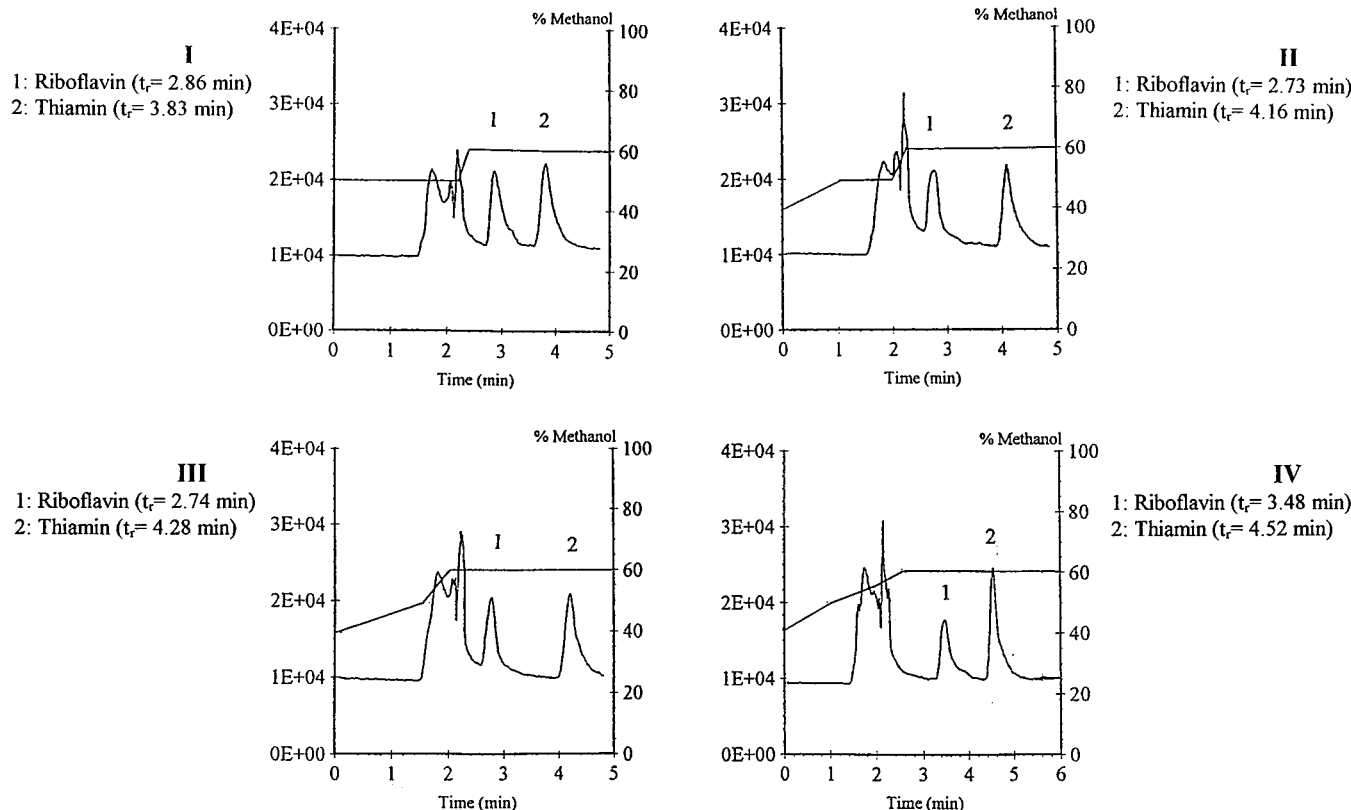 I
1: Riboflavin (tᵣ= 2.86 min)
2: Thiamin (tᵣ= 3.83 min)
% Methanol
4E+04
3E+04
2E+04
1E+04
0E+00
100
80
60
40
20
0
1
2
0 1 2 3 4 5
Time (min)
II
1: Riboflavin (tᵣ= 2.73 min)
2: Thiamin (tᵣ= 4.16 min)
% Methanol
4E+04
3E+04
2E+04
1E+04
0E+00
100
80
60
40
20
0
1
2
0 1 2 3 4 5
Time (min)
III
1: Riboflavin (tᵣ= 2.74 min)
2: Thiamin (tᵣ= 4.28 min)
% Methanol
4E+04
3E+04
2E+04
1E+04
0E+00
100
80
60
40
20
0
1
2
0 1 2 3 4 5
Time (min)
IV
1: Riboflavin (tᵣ= 3.48 min)
2: Thiamin (tᵣ= 4.52 min)
% Methanol
4E+04
3E+04
2E+04
1E+04
0E+00
100
80
60
40
20
0
1
2
0 1 2 3 4 5 6
Time (min)